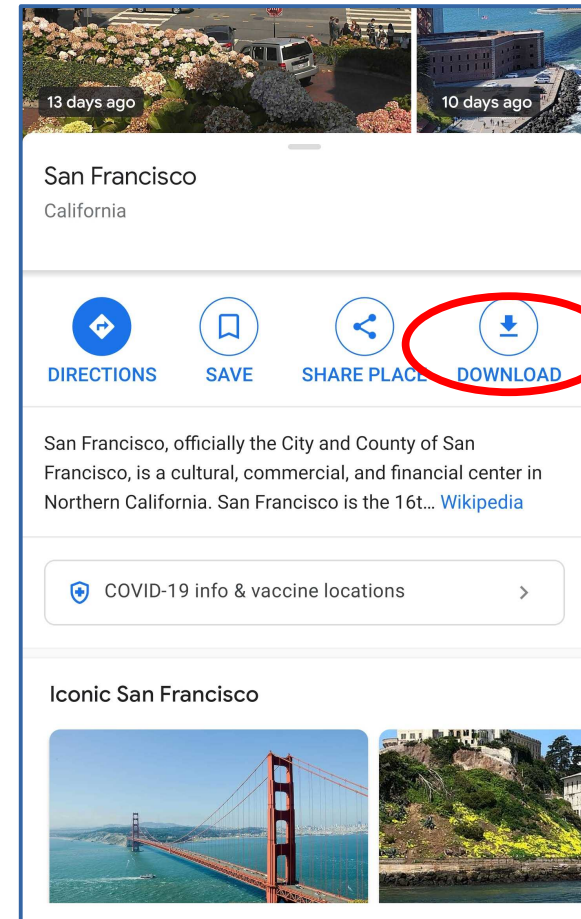 13 days ago
10 days ago
San Francisco
California
DIRECTIONS
SAVE
SHARE PLACE
DOWNLOAD
San Francisco, officially the City and County of San
Francisco, is a cultural, commercial, and financial center in
Northern California. San Francisco is the 16t... Wikipedia
COVID-19 info & vaccine locations
Iconic San Francisco